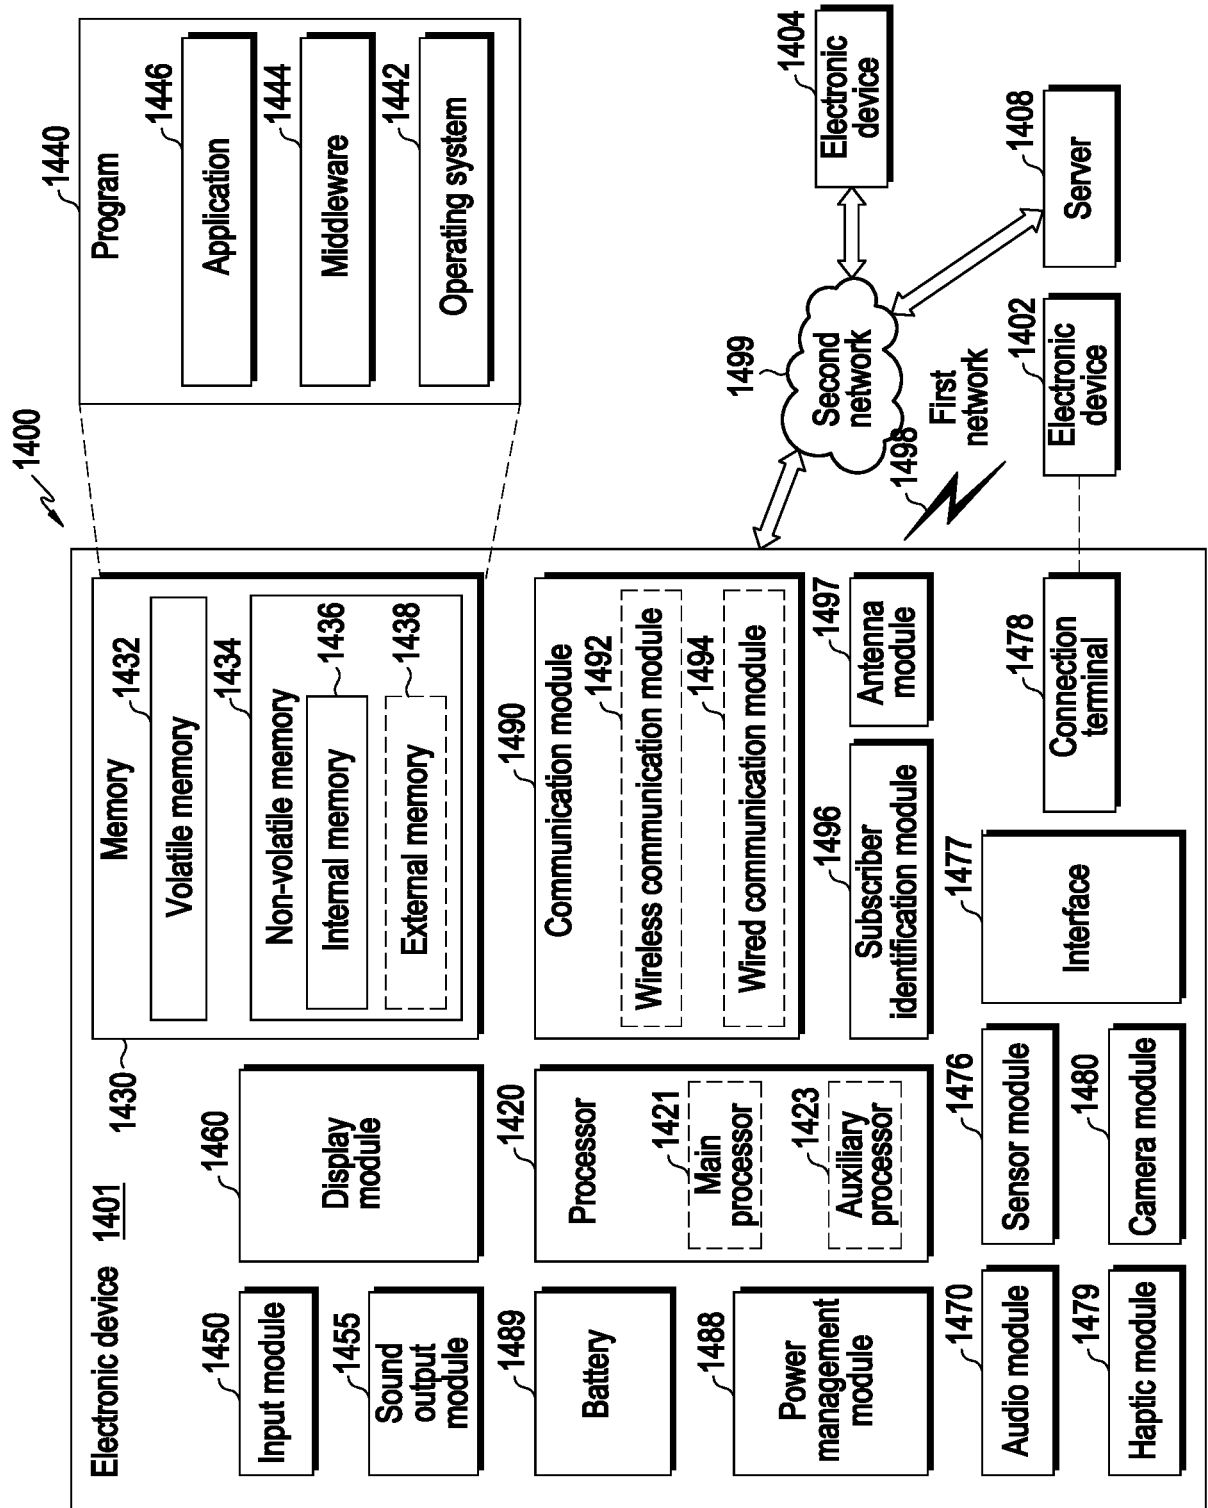 1400
Electronic device 1401
1430
Memory
1432
Volatile memory
1434
Non-volatile memory
1436
Internal memory
1438
External memory
1440
Program
1446
Application
1444
Middleware
1442
Operating system
1450
Input module
1455
Sound
output
module
1460
Display
module
1489
Battery
1420
Processor
1421
Main
processor
1423
Auxiliary
processor
1490
Communication module
1492
Wireless communication module
1494
Wired communication module
1488
Power
management
module
1496
Subscriber
identification module
1497
Antenna
module
1499
Second
network
1404
Electronic
device
1498
First
network
1470
Audio module
1476
Sensor module
1477
Interface
1478
Connection
terminal
1402
Electronic
device
1408
Server
1479
Haptic module
1480
Camera module